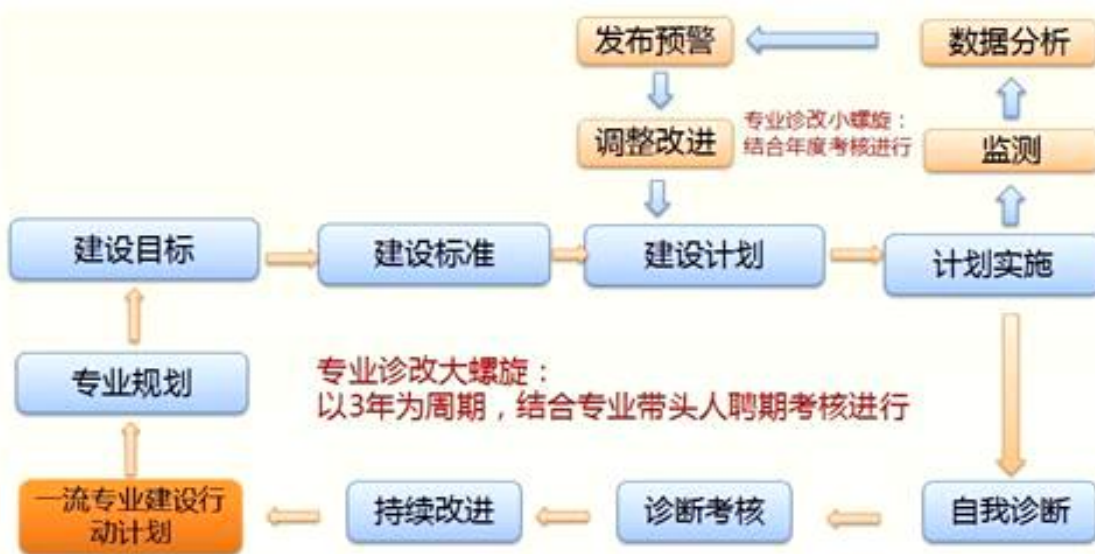 发布预警
数据分析
调整改进
专业诊改小螺旋：
结合年度考核进行
监测
建设目标
建设标准
建设计划
计划实施
专业规划
专业诊改大螺旋：
以3年为周期，结合专业带头人聘期考核进行
一流专业建设行
动计划
持续改进
诊断考核
自我诊断